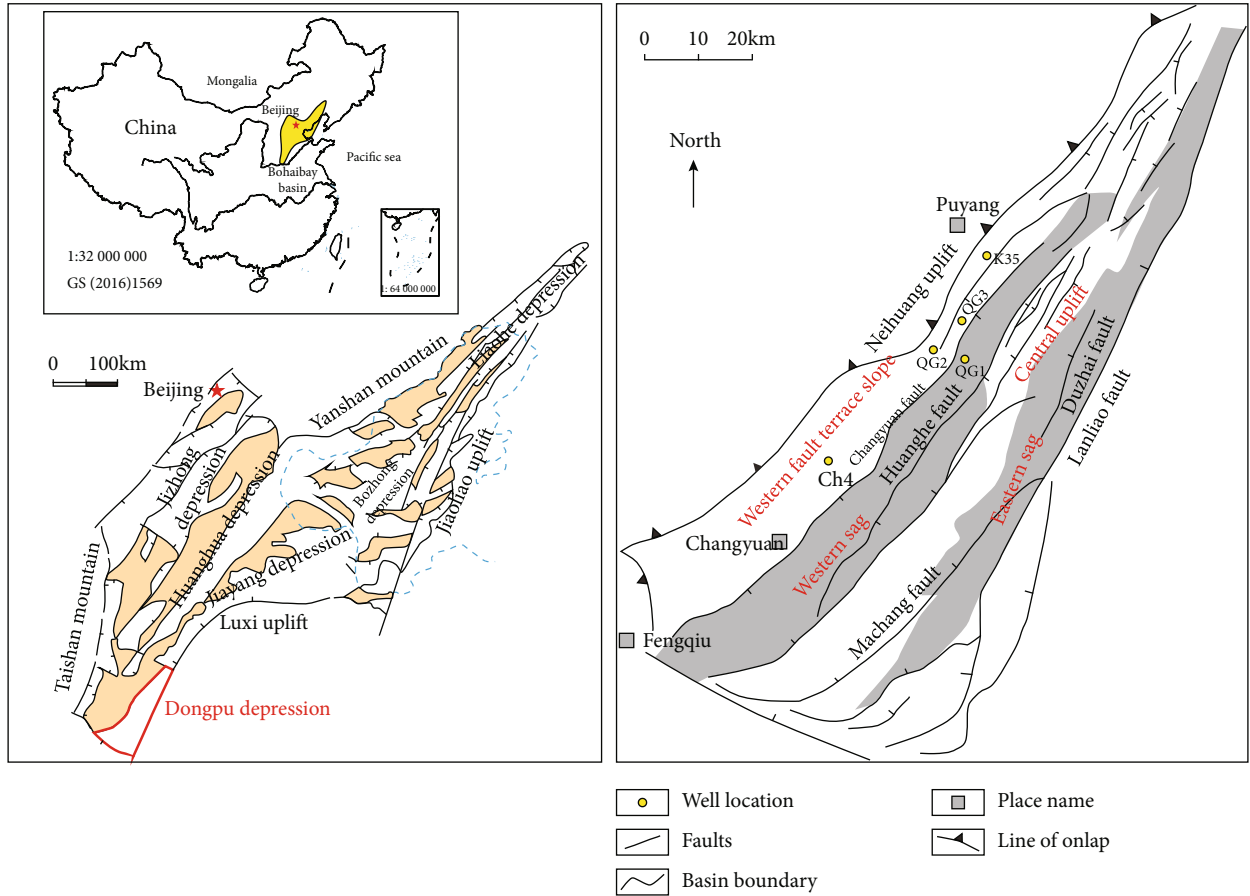 Mongalia
Beijing
China
Pacific sea
Bohaibay
basin
1:32 000 000
GS (2016)1569
1: 64 000 000
0 100km
Beijing
Yanshan mountain
Liaohe depression
Jizhong
depression
Huanghua depression
Bozhong
depression
Jiaoliao uplift
Jiayang depression
Luxi uplift
Taishan mountain
Dongpu depression
0 10 20km
North
Puyang
K35
Neihuang uplift
QG3
QG2
QG1
Central uplift
Western fault terrace slope
Changyuan fault
Huanghe fault
Duzhai fault
Lanliao fault
Ch4
Eastern sag
Changyuan
Western sag
Machang fault
Fengqiu
Well location
Place name
Faults
Line of onlap
Basin boundary